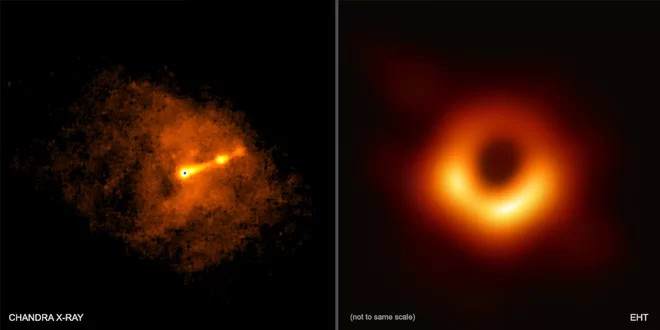 CHANDRA X-RAY
(not to same scale)
EHT